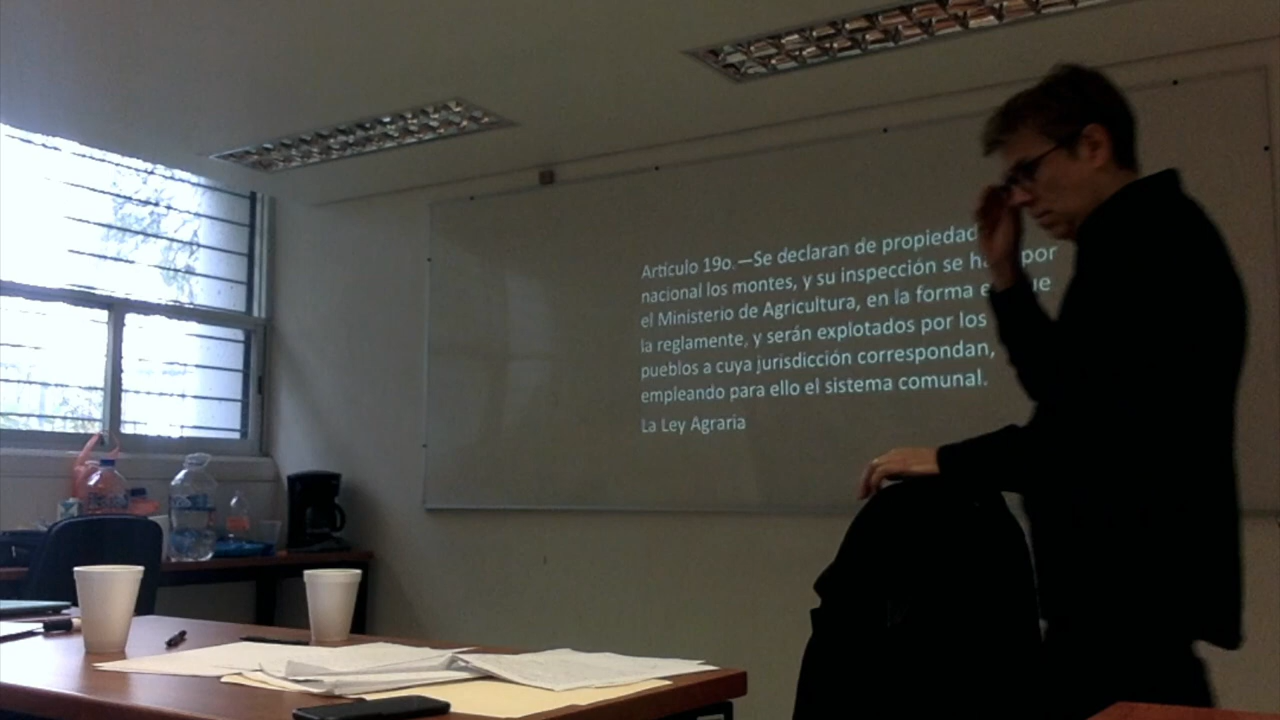 Artículo 19o.—Se declaran de propiedad
nacional los montes, y su inspección se por
el Ministerio de Agricultura, en la forma
la reglamente, y serán explotados por los
pueblos a cuya jurisdicción correspondan,
empleando para ello el sistema comunal.
La Ley Agraria